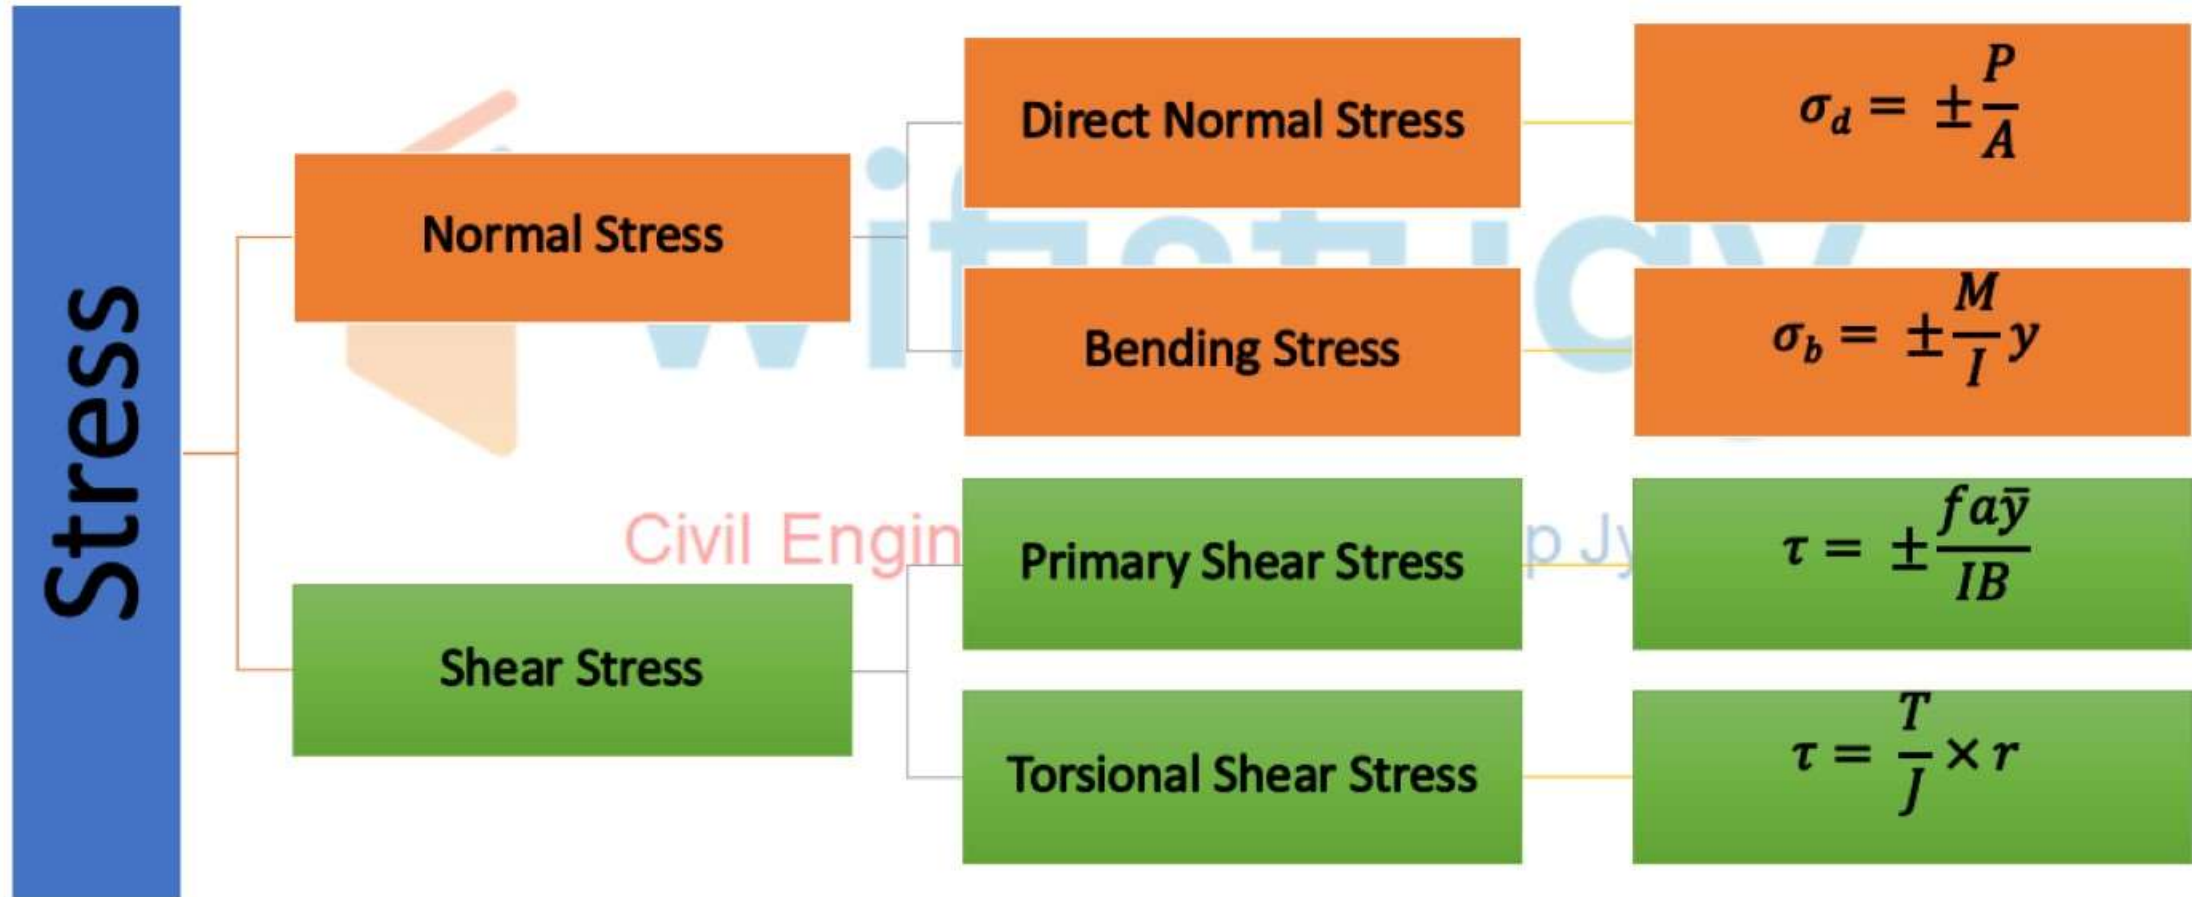 Stress
Normal Stress
Direct Normal Stress
σ_d = ±P/A
Bending Stress
σ_b = ±M/I y
Shear Stress
Primary Shear Stress
τ = ±faȳ/IB
Torsional Shear Stress
τ = T/J × r
Civil Engin
p Jy